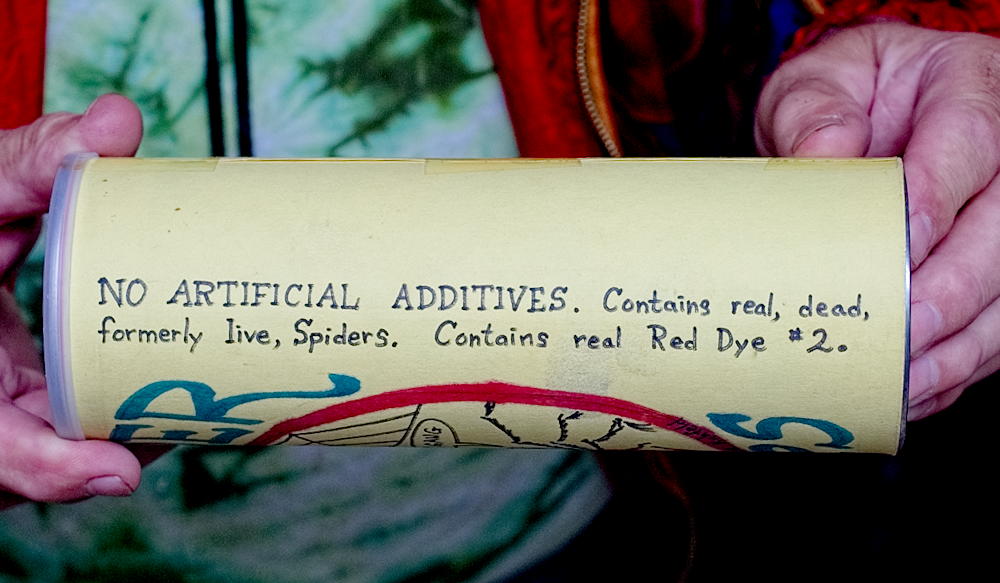 NO ARTIFICIAL ADDITIVES. Contains real, dead,
formerly live, Spiders. Contains real Red Dye #2.